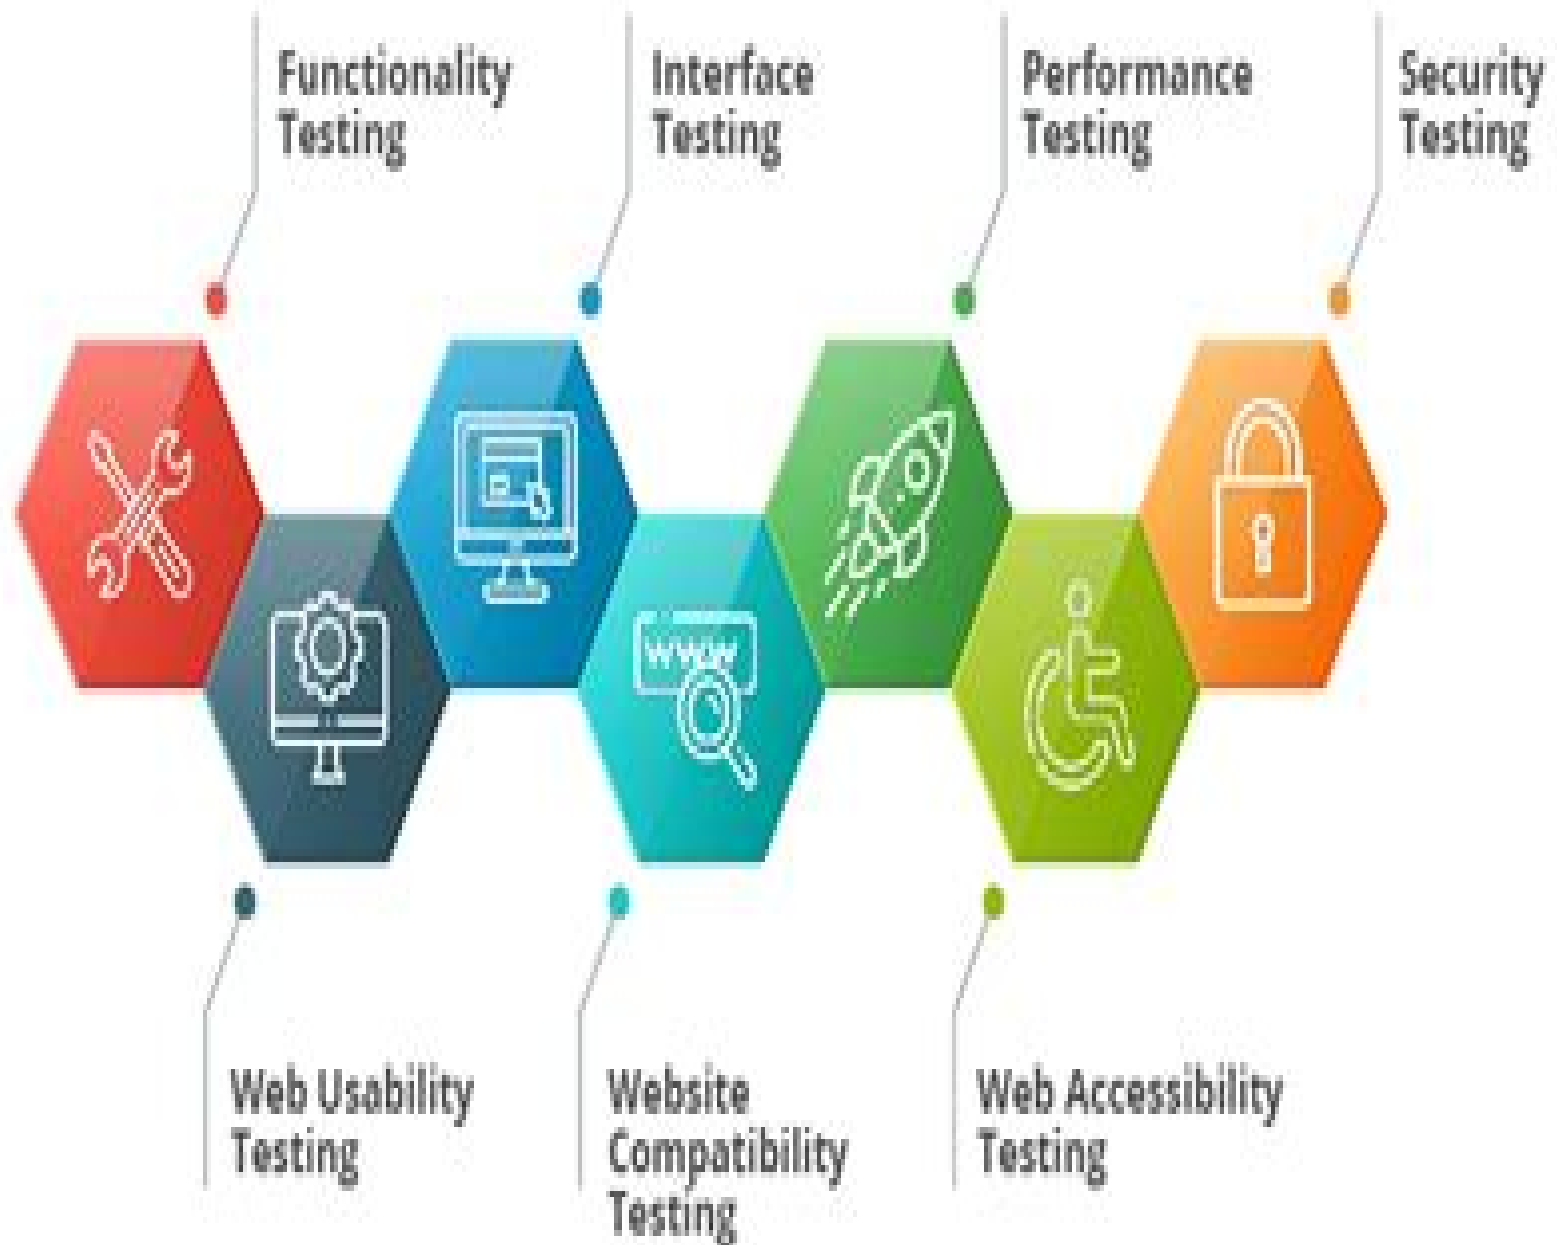 Functionality
Testing
Interface
Testing
Performance
Testing
Security
Testing
www
Web Usability
Testing
Website
Compatibility
Testing
Web Accessibility
Testing